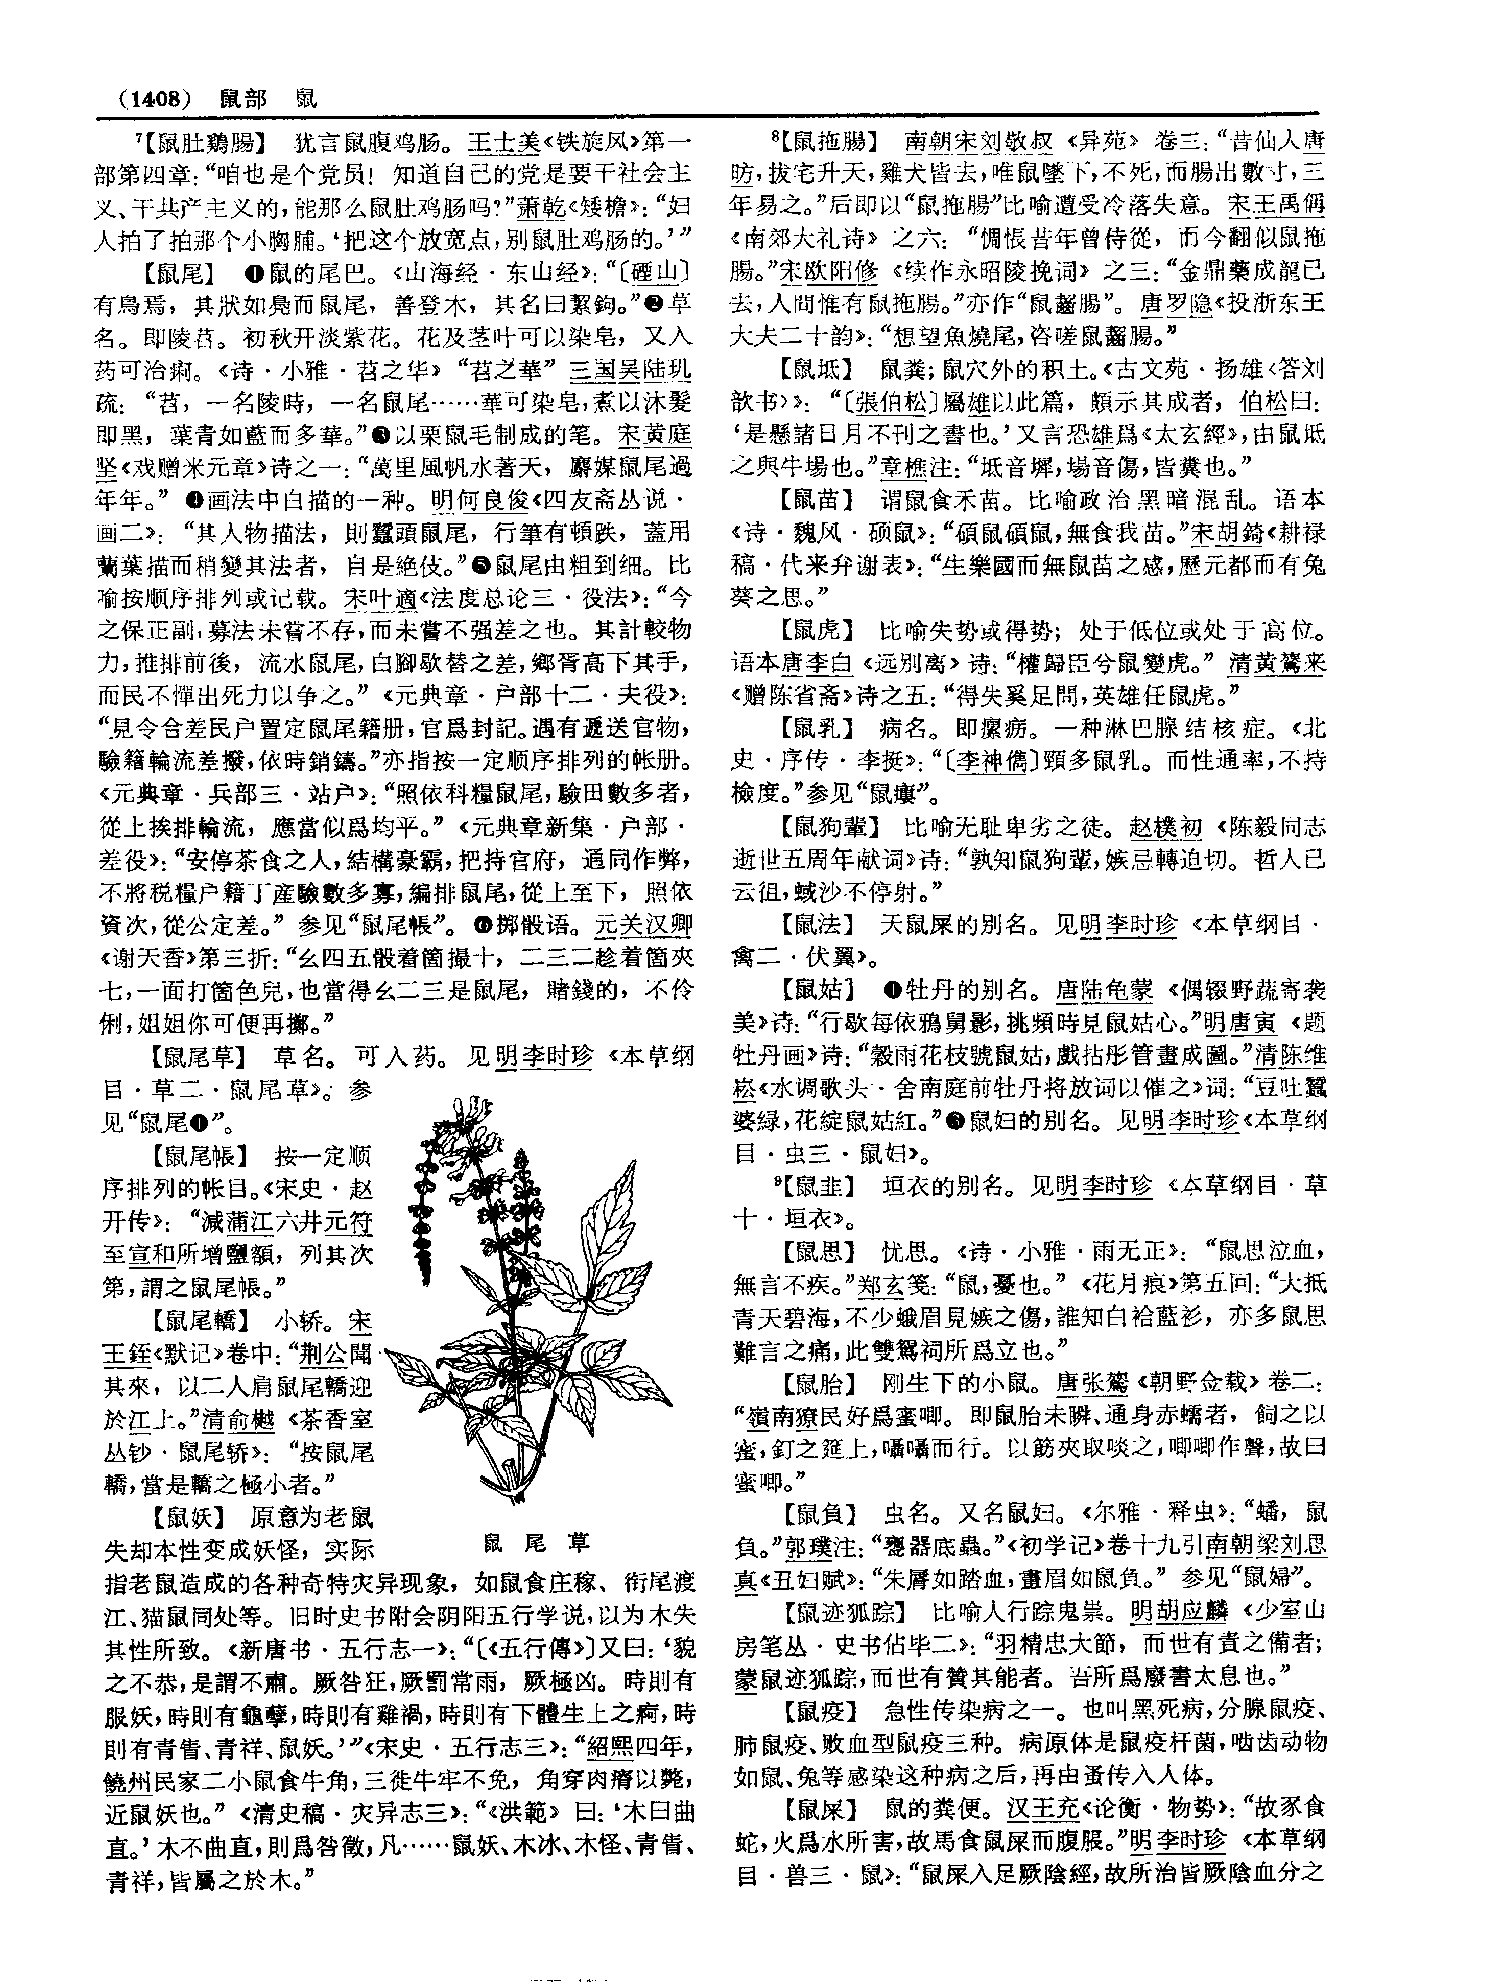 (1408) 鼠部 鼠
⁷【鼠肚鷄腸】 犹言鼠腹鸡肠。王士美《铁旋风》第一
部第四章：“咱也是个党员！知道自己的党是要干社会主
义、干共产主义的，能那么鼠肚鸡肠吗？”萧乾《矮檐》：“妇
人拍了拍那个小胸脯。‘把这个放宽点，别鼠肚鸡肠的。’”
【鼠尾】 ❶鼠的尾巴。《山海经·东山经》：“〔䃌山〕
有鳥焉，其狀如鳧而鼠尾，善登木，其名曰絜鉤。”❷草
名。即陵苕。初秋开淡紫花。花及茎叶可以染皂，又入
药可治痢。《诗·小雅·苕之华》“苕之華”三国吴陆玑
疏：“苕，一名陵時，一名鼠尾……華可染皂，煮以沐髮
即黑，葉青如藍而多華。”❸以栗鼠毛制成的笔。宋黄庭
坚《戏赠米元章》诗之一：“萬里風帆水著天，麝媒鼠尾過
年年。”❹画法中白描的一种。明何良俊《四友斋丛说·
画二》：“其人物描法，則蠶頭鼠尾，行筆有頓跌，蓋用
蘭葉描而稍變其法者，自是絶伎。”❺鼠尾由粗到细。比
喻按顺序排列或记载。宋叶適《法度总论三·役法》：“今
之保正副，募法未嘗不存，而未嘗不强差之也。其計較物
力，推排前後，流水鼠尾，白脚歇替之差，鄉胥高下其手，
而民不憚出死力以争之。”《元典章·户部十二·夫役》：
“見令合差民户置定鼠尾籍册，官爲封記。遇有遞送官物，
驗籍輪流差撥，依時銷鑄。”亦指按一定顺序排列的帐册。
《元典章·兵部三·站户》：“照依科糧鼠尾，驗田數多者，
從上挨排輪流，應當似爲均平。”《元典章新集·户部·
差役》：“安停茶食之人，結構豪霸，把持官府，通同作弊，
不將税糧户籍丁産驗數多寡，編排鼠尾，從上至下，照依
資次，從公定差。”参见“鼠尾帳”。❻掷骰语。元关汉卿
《谢天香》第三折：“幺四五骰着箇撮十，二三二趁着箇夾
七，一面打箇色兒，也當得幺二三是鼠尾，賭錢的，不伶
俐，姐姐你可便再擲。”
【鼠尾草】 草名。可入药。见明李时珍《本草纲
目·草二·鼠尾草》。参
见“鼠尾❶”。
【鼠尾帳】 按一定顺
序排列的帐目。《宋史·赵
开传》：“減蒲江六井元符
至宣和所增鹽額，列其次
第，謂之鼠尾帳。”
【鼠尾轎】 小轿。宋
王铚《默记》卷中：“荆公聞
其來，以二人肩鼠尾轎迎
於江上。”清俞樾《茶香室
丛钞·鼠尾轿》：“按鼠尾
轎，當是轎之極小者。”
【鼠妖】 原意为老鼠
失却本性变成妖怪，实际
鼠尾草
指老鼠造成的各种奇特灾异现象，如鼠食庄稼、衔尾渡
江、猫鼠同处等。旧时史书附会阴阳五行学说，以为木失
其性所致。《新唐书·五行志一》：“〔《五行傳》〕又曰：‘貌
之不恭，是謂不肅。厥咎狂，厥罰常雨，厥極凶。時則有
服妖，時則有龜孽，時則有雞禍，時則有下體生上之痾，時
則有青眚、青祥、鼠妖。’”《宋史·五行志三》：“紹熙四年，
饒州民家二小鼠食牛角，三徙牛牢不免，角穿肉瘠以斃，
近鼠妖也。”《清史稿·灾异志三》：“《洪範》曰：‘木曰曲
直。’木不曲直，則爲咎徵，凡……鼠妖、木冰、木怪、青眚、
青祥，皆屬之於木。”
⁸【鼠拖腸】 南朝宋刘敬叔《异苑》卷三：“昔仙人唐
昉，拔宅升天，雞犬皆去，唯鼠墜下，不死，而腸出數寸，三
年易之。”后即以“鼠拖腸”比喻遭受冷落失意。宋王禹偁
《南郊大礼诗》之六：“惆悵昔年曾侍從，而今翻似鼠拖
腸。”宋欧阳修《续作永昭陵挽词》之三：“金鼎藥成龍已
去，人間惟有鼠拖腸。”亦作“鼠齧腸”。唐罗隐《投浙东王
大夫二十韵》：“想望魚燒尾，咨嗟鼠齧腸。”
【鼠坻】 鼠粪；鼠穴外的积土。《古文苑·扬雄〈答刘
歆书〉》：“〔張伯松〕屬雄以此篇，頗示其成者，伯松曰：
‘是懸諸日月不刊之書也。’又言恐雄爲《太玄經》，由鼠坻
之與牛場也。”章樵注：“坻音墀，場音傷，皆糞也。”
【鼠苗】 谓鼠食禾苗。比喻政治黑暗混乱。语本
《诗·魏风·硕鼠》：“碩鼠碩鼠，無食我苗。”宋胡錡《耕禄
稿·代来弁谢表》：“生樂國而無鼠苗之感，歷元都而有兔
葵之思。”
【鼠虎】 比喻失势或得势；处于低位或处于高位。
语本唐李白《远别离》诗：“權歸臣兮鼠變虎。”清黄鷟来
《赠陈省斋》诗之五：“得失奚足問，英雄任鼠虎。”
【鼠乳】 病名。即瘰疬。一种淋巴腺结核症。《北
史·序传·李挺》：“〔李神儁〕頸多鼠乳。而性通率，不持
檢度。”参见“鼠瘻”。
【鼠狗輩】 比喻无耻卑劣之徒。赵樸初《陈毅同志
逝世五周年献词》诗：“孰知鼠狗輩，嫉忌轉迫切。哲人已
云徂，蜮沙不停射。”
【鼠法】 天鼠屎的别名。见明李时珍《本草纲目·
禽二·伏翼》。
【鼠姑】 ❶牡丹的别名。唐陆龟蒙《偶掇野蔬寄袭
美》诗：“行歇每依鴉舅影，挑頻時見鼠姑心。”明唐寅《题
牡丹画》诗：“穀雨花枝號鼠姑，戲拈彤管畫成圖。”清陈维
崧《水调歌头·舍南庭前牡丹将放词以催之》词：“豆吐蠶
婆緑，花綻鼠姑紅。”❷鼠妇的别名。见明李时珍《本草纲
目·虫三·鼠妇》。
⁹【鼠韭】 垣衣的别名。见明李时珍《本草纲目·草
十·垣衣》。
【鼠思】 忧思。《诗·小雅·雨无正》：“鼠思泣血，
無言不疾。”郑玄笺：“鼠，憂也。”《花月痕》第五回：“大抵
青天碧海，不少蛾眉見嫉之傷，誰知白袷藍衫，亦多鼠思
難言之痛，此雙鴛祠所爲立也。”
【鼠胎】 刚生下的小鼠。唐张鷟《朝野佥载》卷二：
“嶺南獠民好爲蜜唧。即鼠胎未瞬、通身赤蠕者，飼之以
蜜，釘之筵上，囁囁而行。以筯夾取啖之，唧唧作聲，故曰
蜜唧。”
【鼠負】 虫名。又名鼠妇。《尔雅·释虫》：“蟠，鼠
負。”郭璞注：“甕器底蟲。”《初学记》卷十九引南朝梁刘思
真《丑妇赋》：“朱脣如踏血，畫眉如鼠負。”参见“鼠婦”。
【鼠迹狐踪】 比喻人行踪鬼祟。明胡应麟《少室山
房笔丛·史书佔毕二》：“羽精忠大節，而世有責之備者；
蒙鼠迹狐踪，而世有贊其能者。吾所爲廢書太息也。”
【鼠疫】 急性传染病之一。也叫黑死病，分腺鼠疫、
肺鼠疫、败血型鼠疫三种。病原体是鼠疫杆菌，啮齿动物
如鼠、兔等感染这种病之后，再由蚤传入人体。
【鼠屎】 鼠的粪便。汉王充《论衡·物势》：“故豕食
蛇，火爲水所害，故馬食鼠屎而腹脹。”明李时珍《本草纲
目·兽三·鼠》：“鼠屎入足厥陰經，故所治皆厥陰血分之